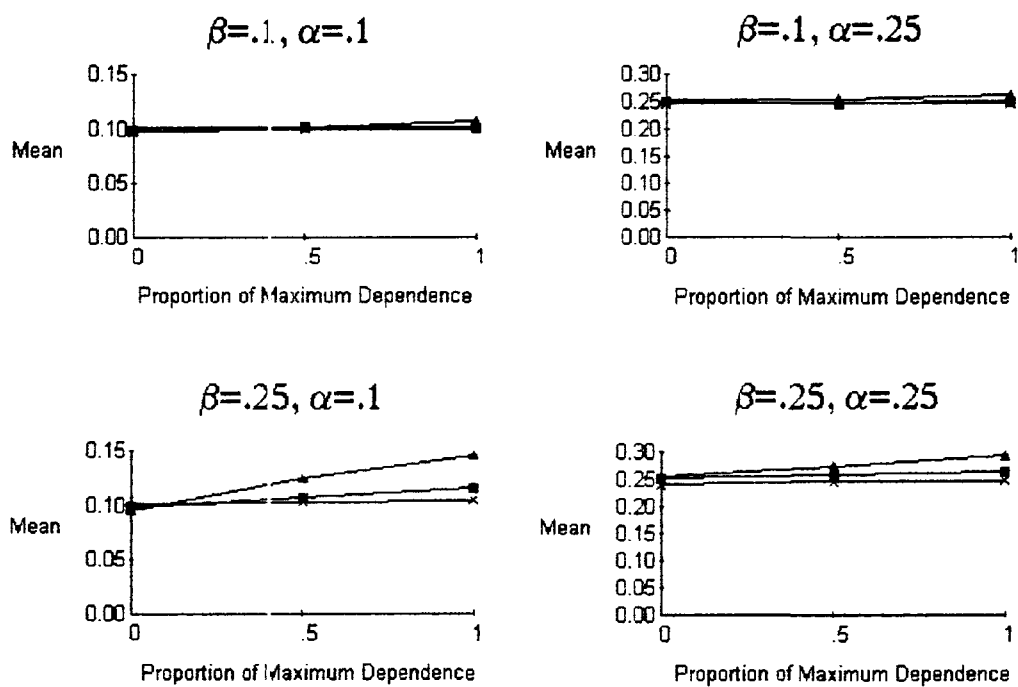 β=.1, α=.1
0.15
0.10
Mean
0.05
0.00
0
.5
1
Proportion of Maximum Dependence
β=.1, α=.25
0.30
0.25
0.20
Mean
0.15
0.10
0.05
0.00
0
.5
1
Proportion of Maximum Dependence
β=.25, α=.1
0.15
0.10
Mean
0.05
0.00
0
.5
1
Proportion of Maximum Dependence
β=.25, α=.25
0.30
0.25
0.20
Mean
0.15
0.10
0.05
0.00
0
.5
1
Proportion of Maximum Dependence